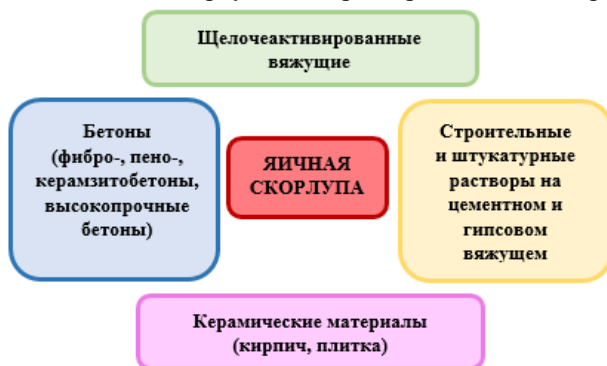 Щелочеактивированные
вяжущие
Бетоны
(фибро-, пено-,
керамзитобетоны,
высокопрочные
бетоны)
ЯИЧНАЯ
СКОРЛУПА
Строительные
и штукатурные
растворы на
цементном и
гипсовом
вяжущем
Керамические материалы
(кирпич, плитка)